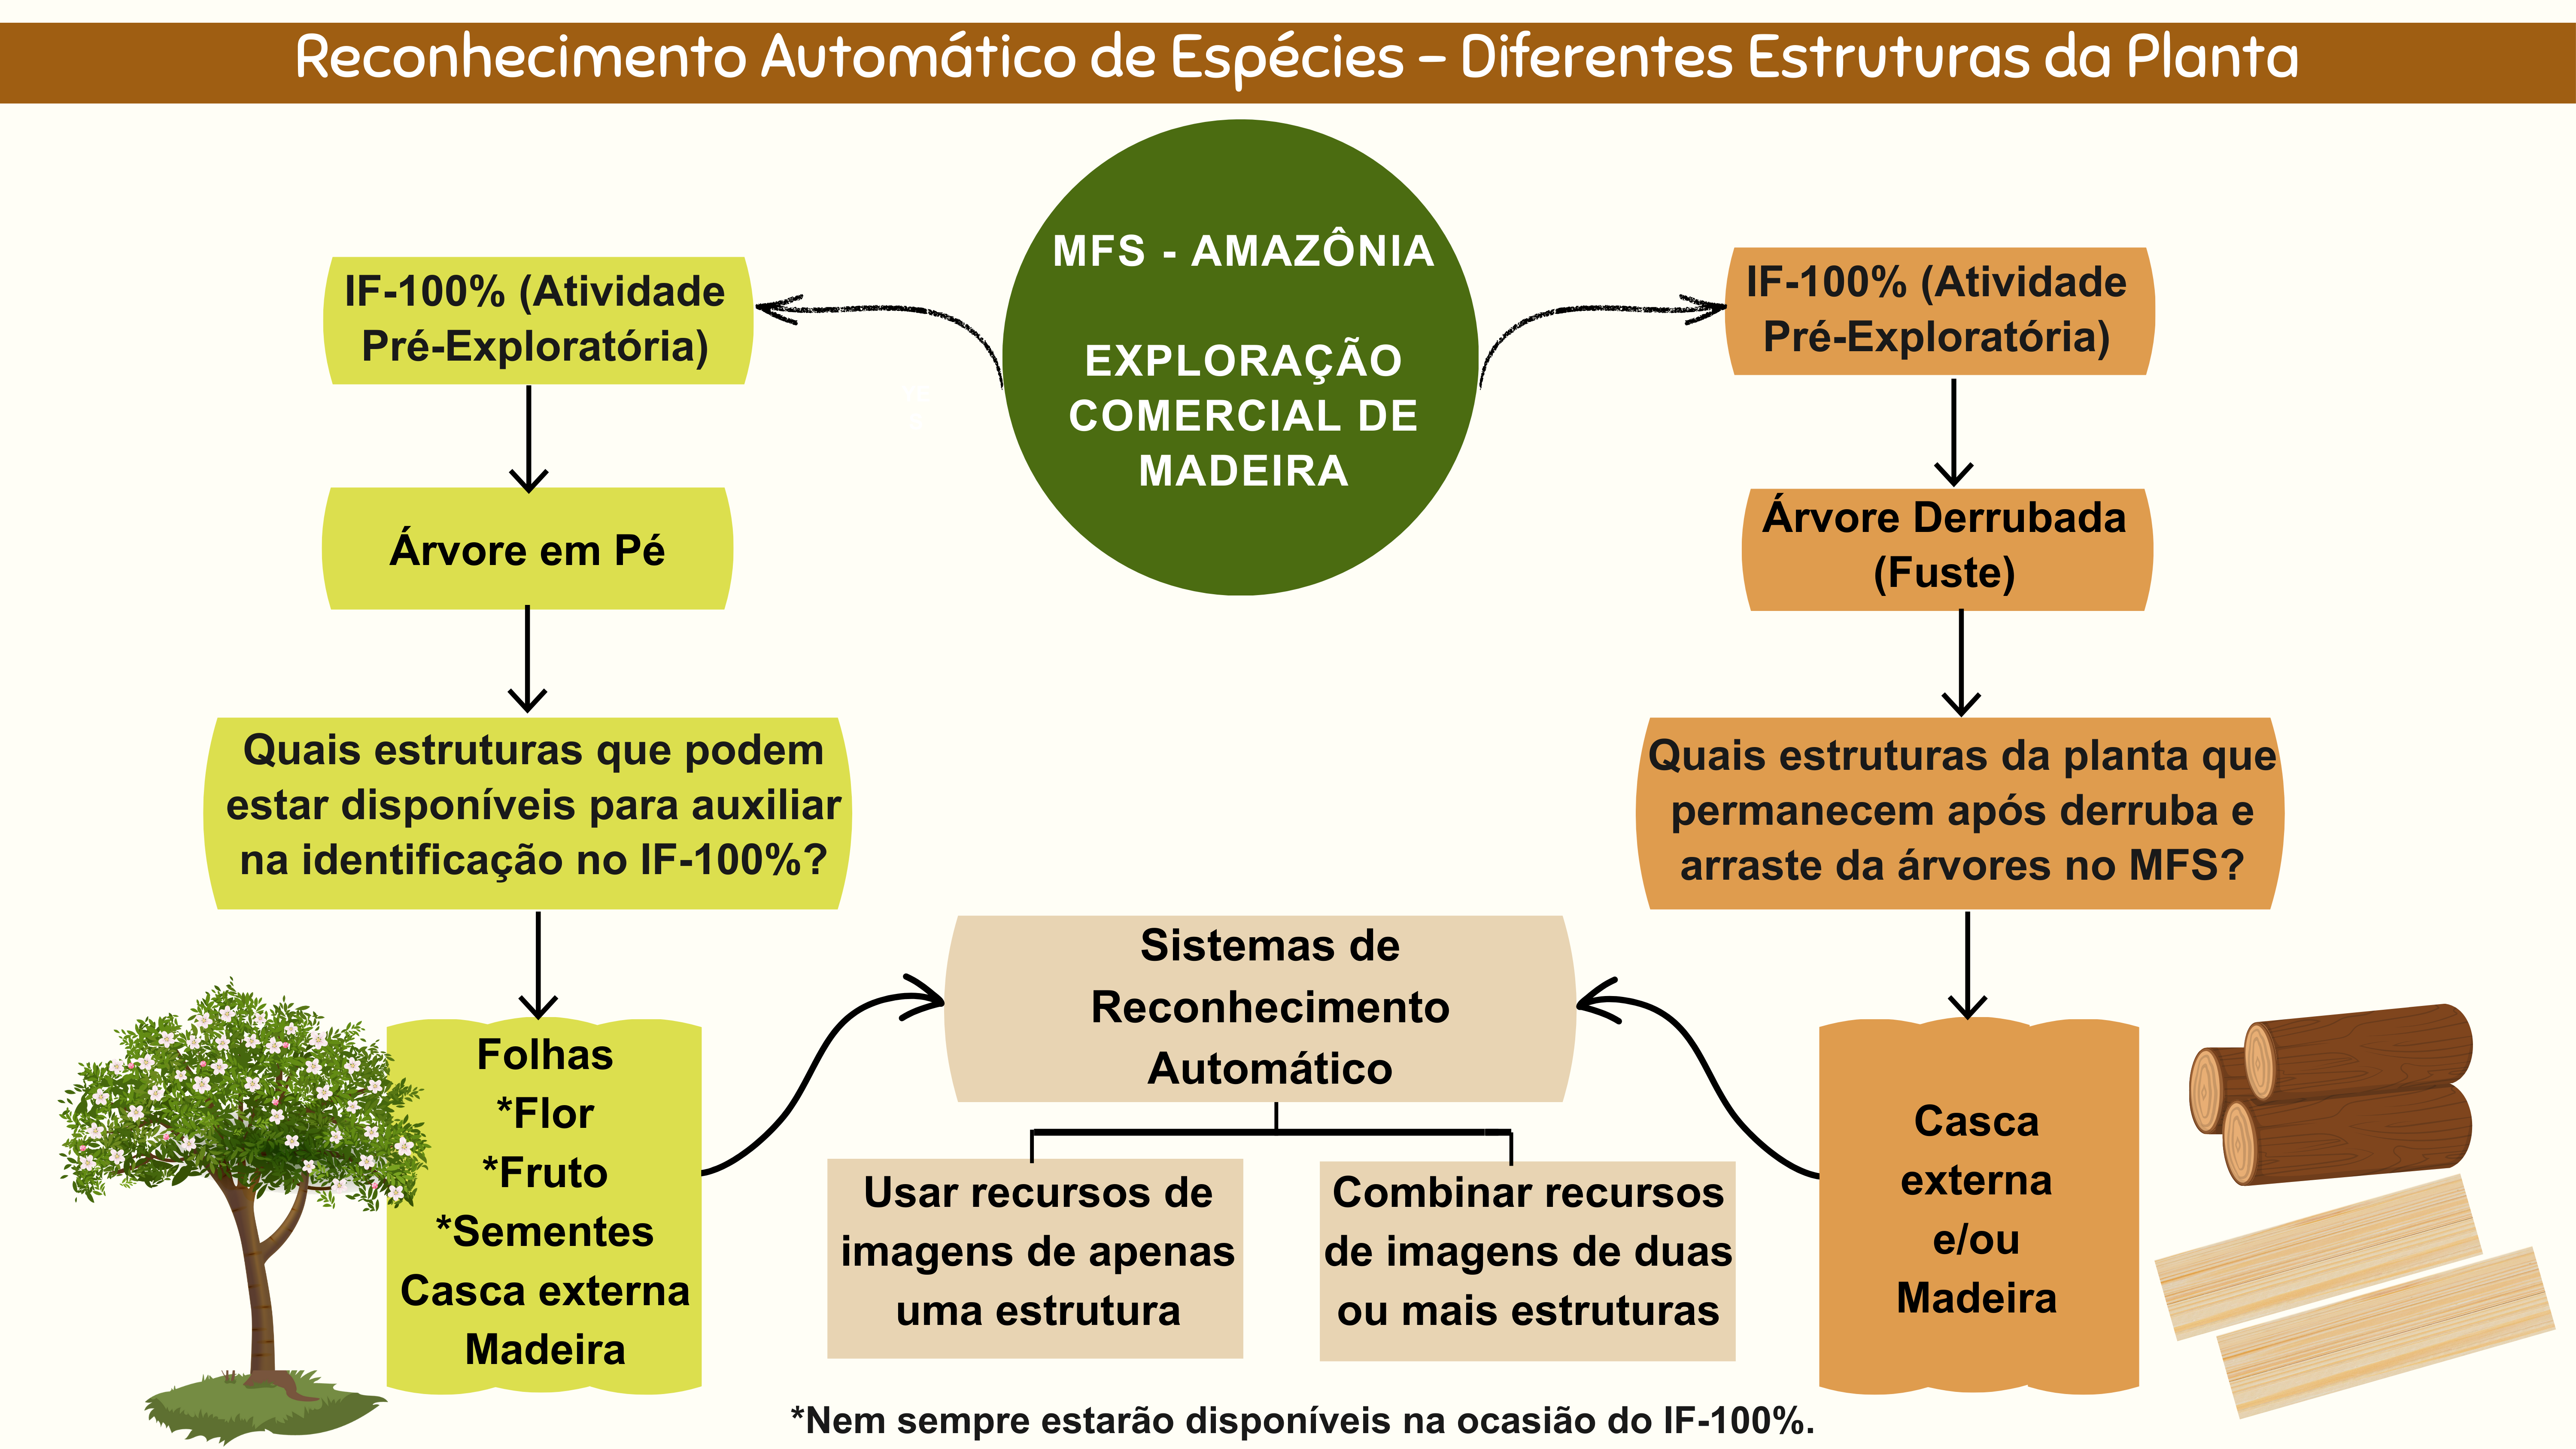 Reconhecimento Automático de Espécies – Diferentes Estruturas da Planta
MFS - AMAZÔNIA
EXPLORAÇÃO
COMERCIAL DE
MADEIRA
IF-100% (Atividade
Pré-Exploratória)
Árvore em Pé
Quais estruturas que podem
estar disponíveis para auxiliar
na identificação no IF-100%?
Folhas
*Flor
*Fruto
*Sementes
Casca externa
Madeira
IF-100% (Atividade
Pré-Exploratória)
Árvore Derrubada
(Fuste)
Quais estruturas da planta que
permanecem após derruba e
arraste da árvores no MFS?
Casca
externa
e/ou
Madeira
Sistemas de
Reconhecimento
Automático
Usar recursos de
imagens de apenas
uma estrutura
Combinar recursos
de imagens de duas
ou mais estruturas
*Nem sempre estarão disponíveis na ocasião do IF-100%.